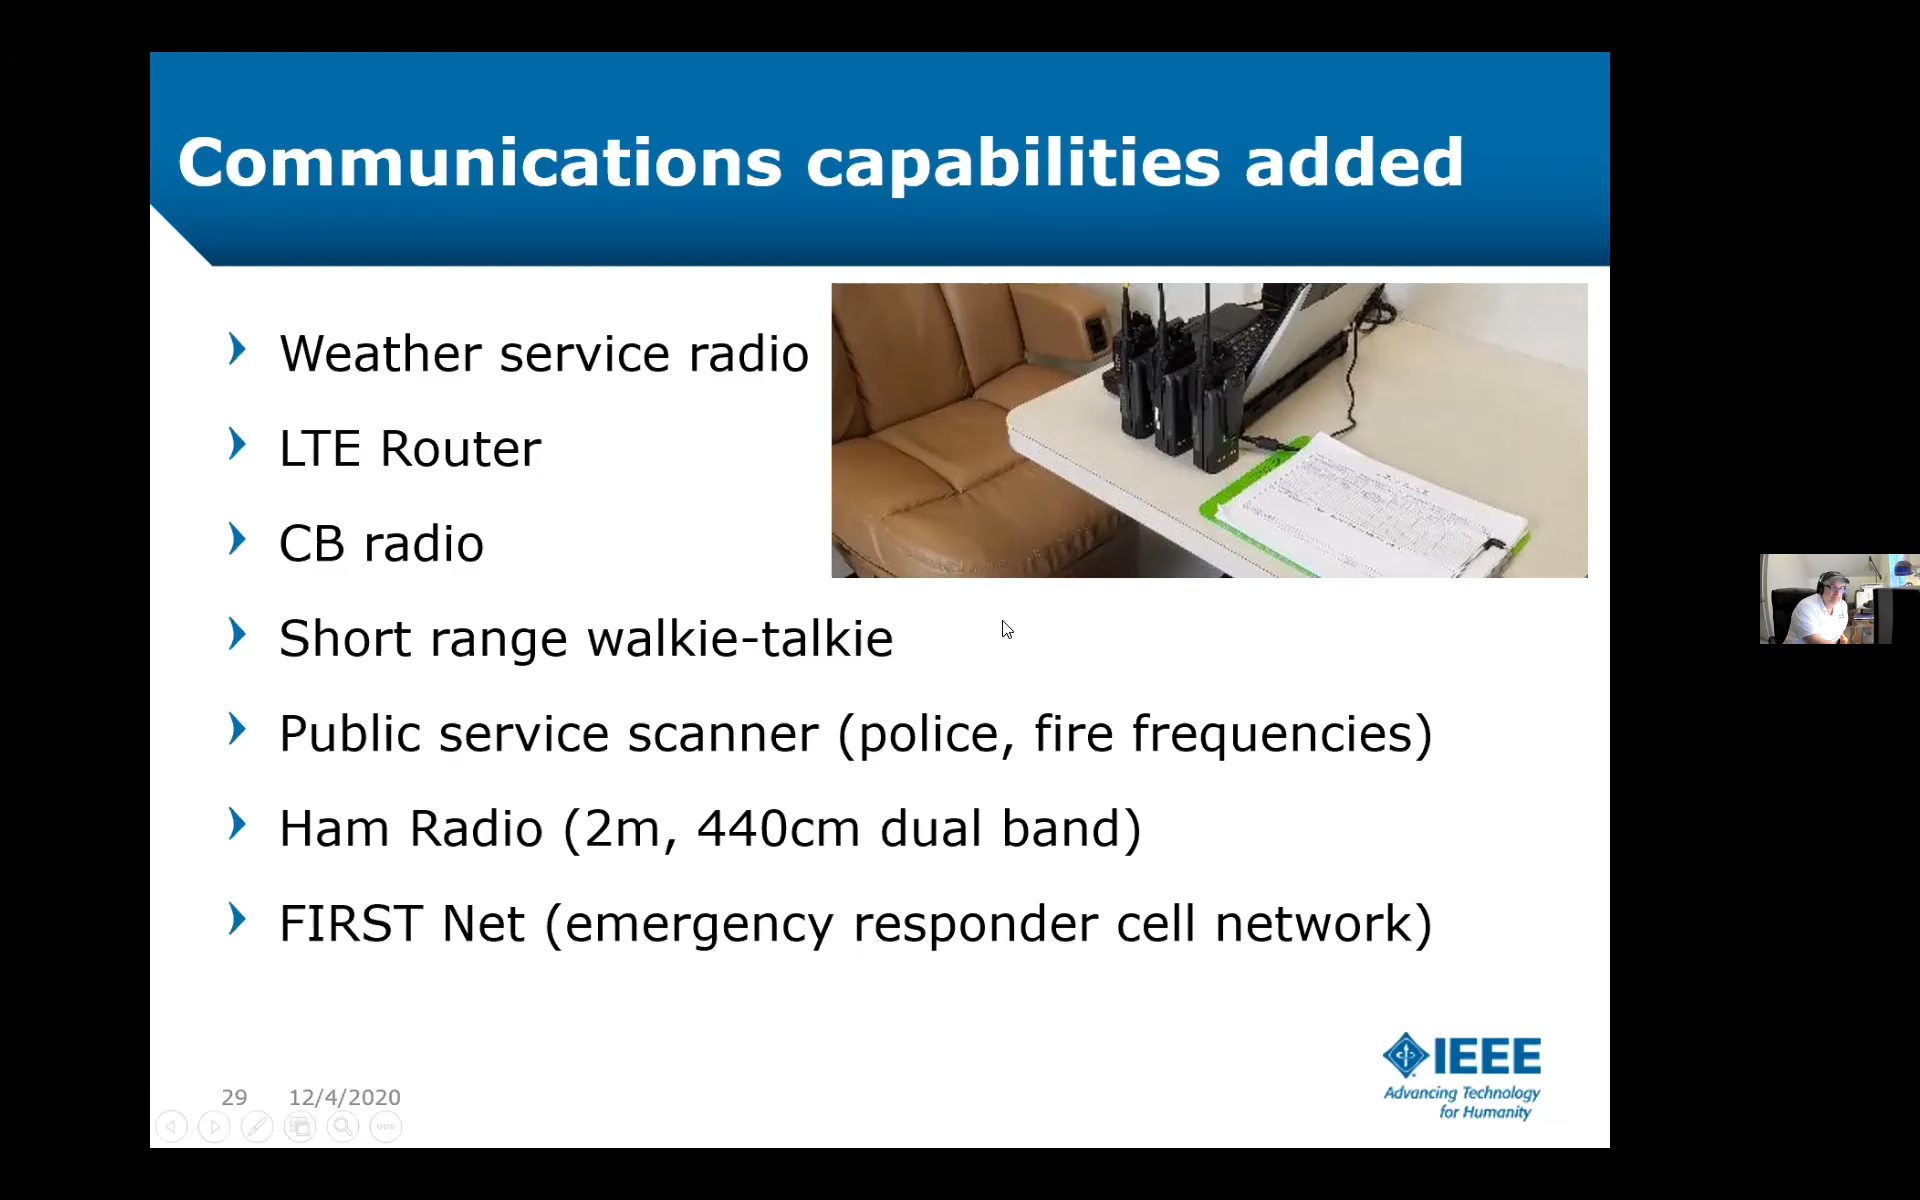 Communications capabilities added
Weather service radio
LTE Router
CB radio
Short range walkie-talkie
Public service scanner (police, fire frequencies)
Ham Radio (2m, 440cm dual band)
FIRST Net (emergency responder cell network)
IEEE
Advancing Technology
for Humanity
29 12/4/2020